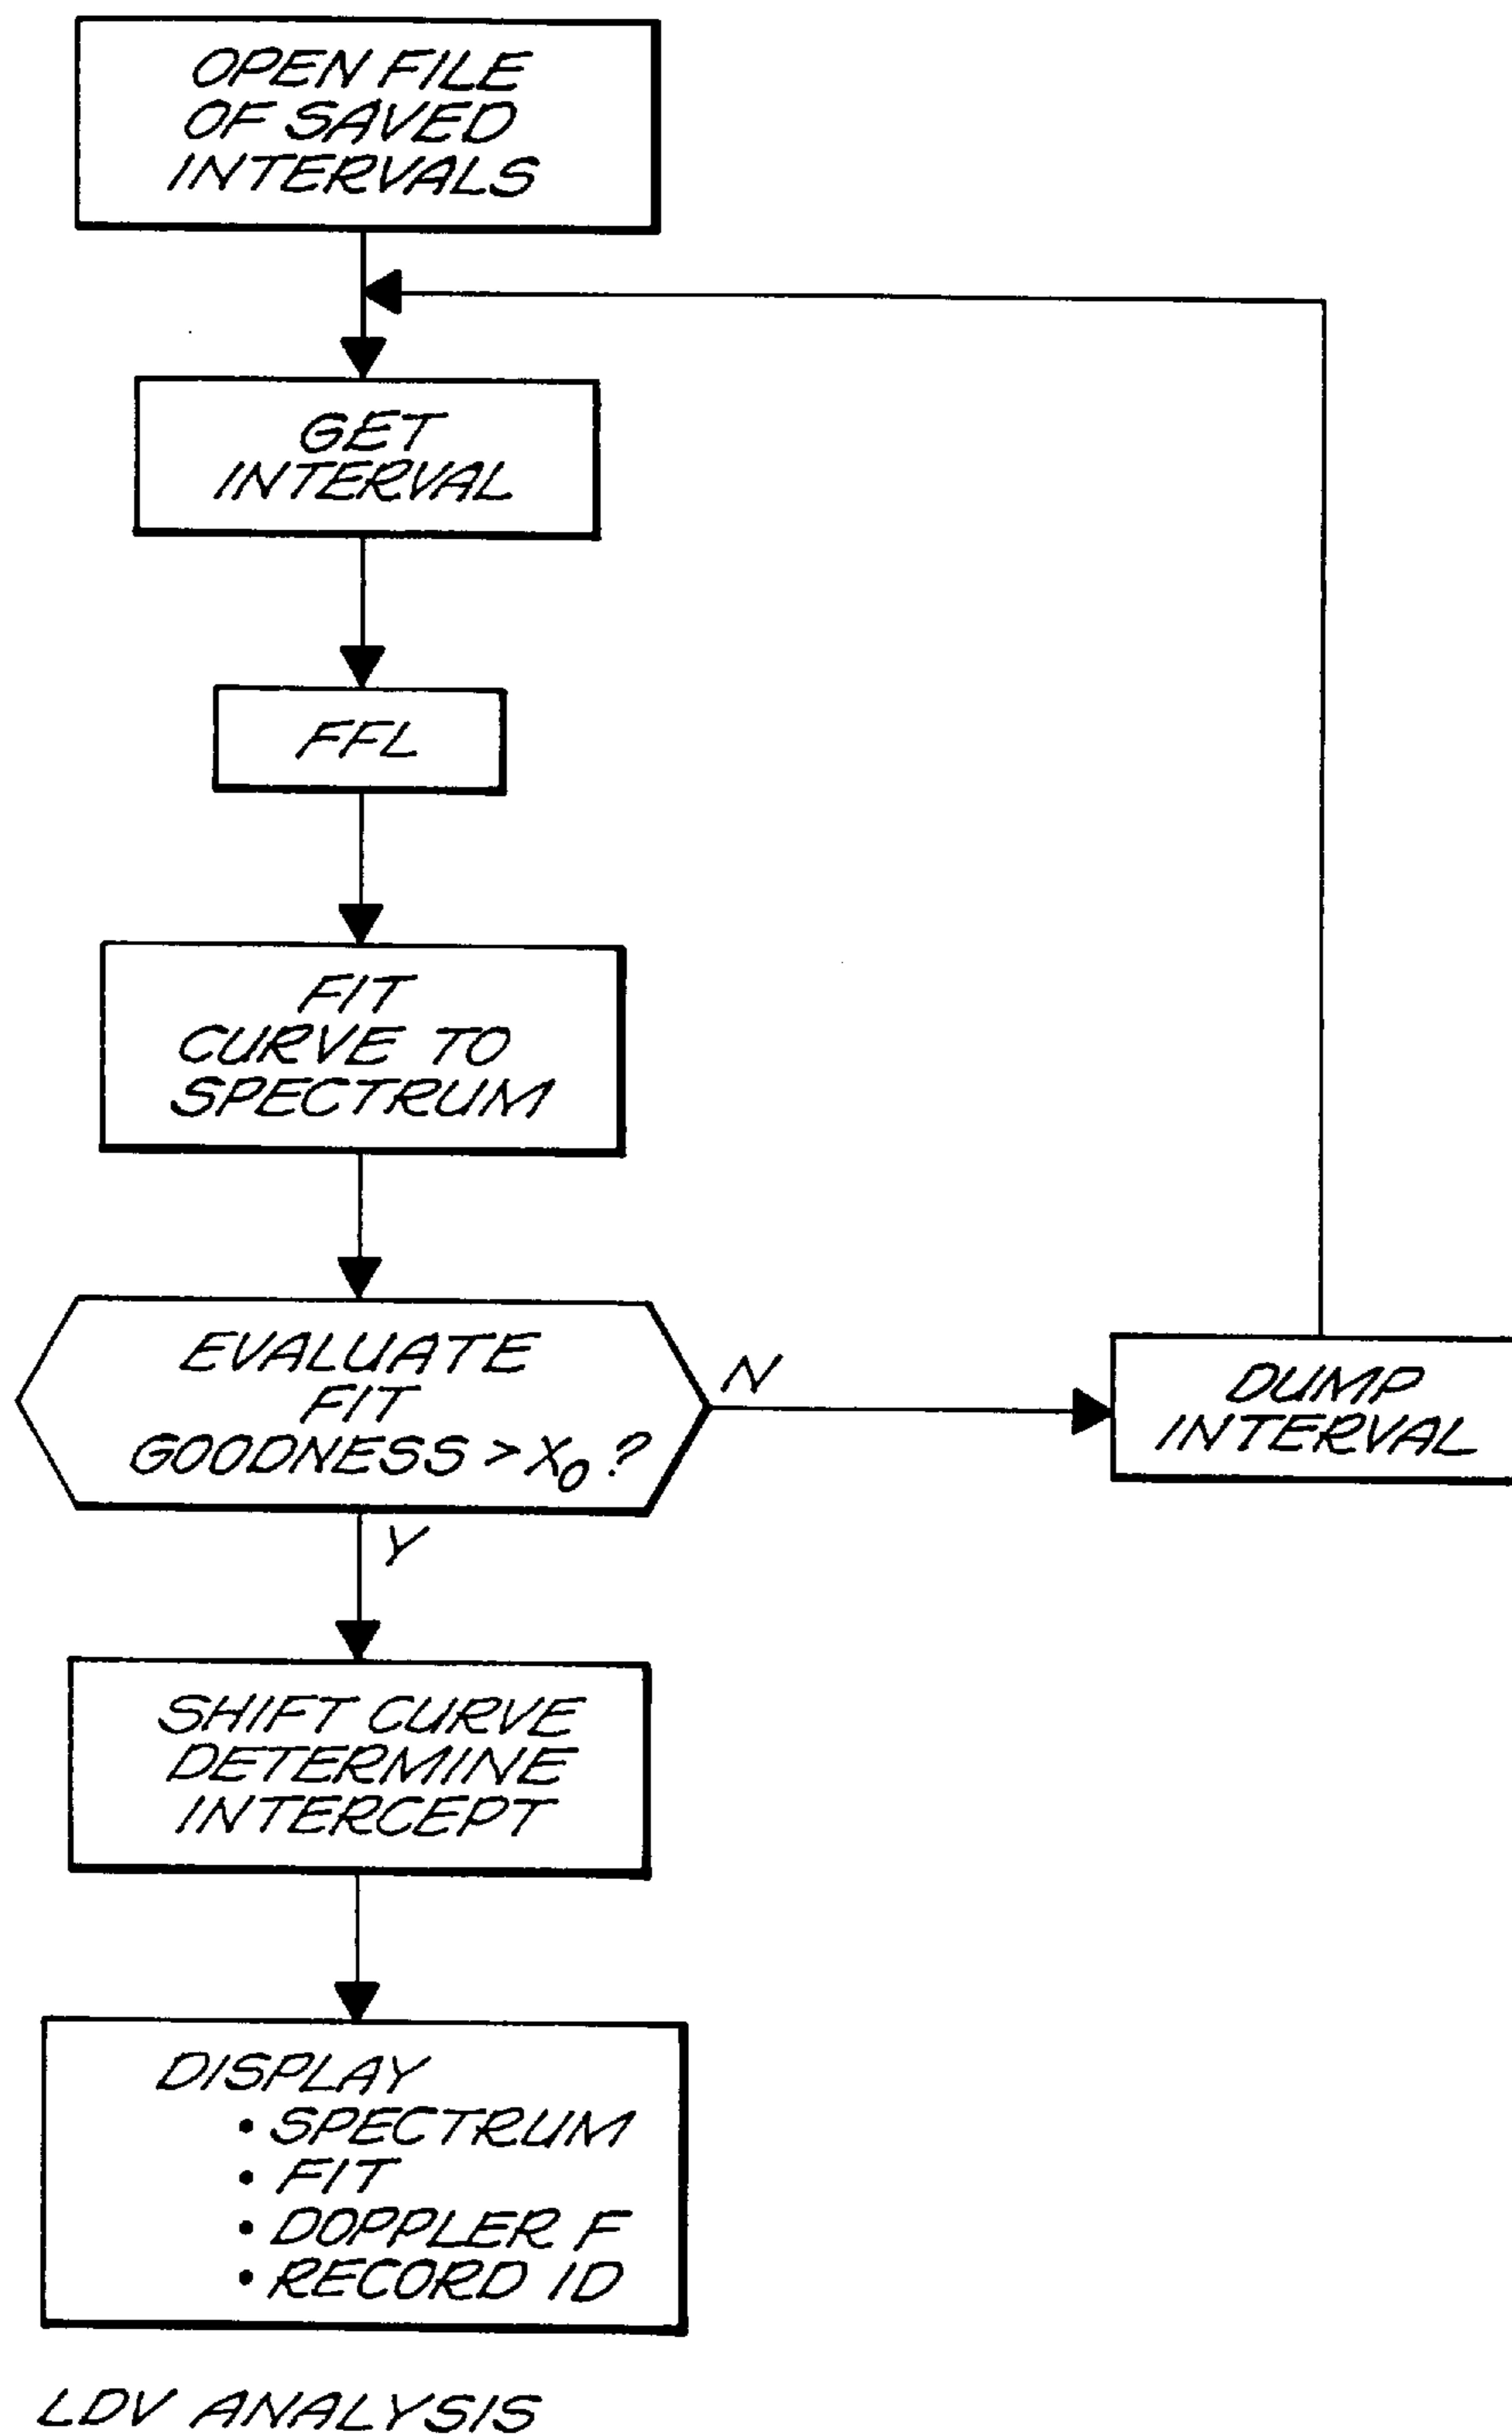 OPEN FILE
OF SAVED
INTERVALS
GET
INTERVAL
FFL
FIT
CURVE TO
SPECTRUM
EVALUATE
FIT
GOODNESS > X₀ ?
N
DUMP
INTERVAL
Y
SHIFT CURVE
DETERMINE
INTERCEPT
DISPLAY
• SPECTRUM
• FIT
• DOPPLER F
• RECORD ID
LDV ANALYSIS